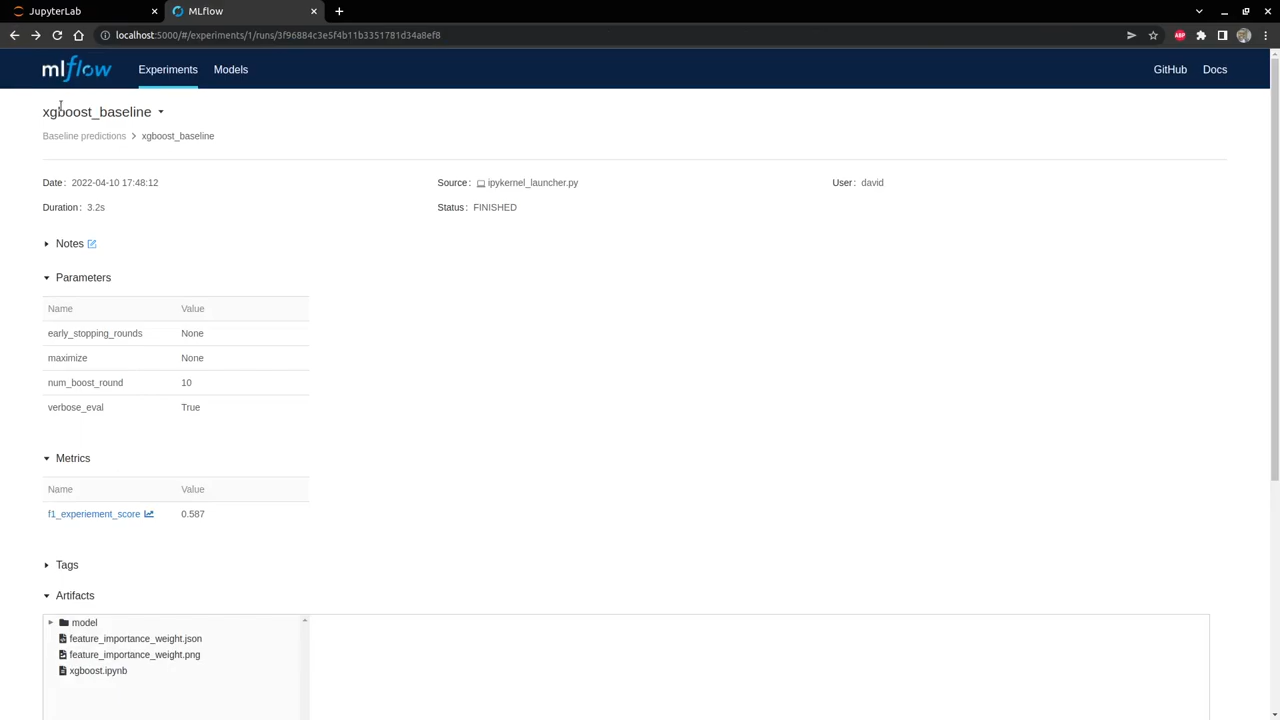 JupyterLab
MLflow
localhost:5000/#/experiments/1/runs/3f96884c3e5f4b11b3351781d34a8ef8
ABP
mlflow Experiments Models GitHub Docs
xgboost_baseline
Baseline predictions > xgboost_baseline
Date: 2022-04-10 17:48:12 Source: ipykernel_launcher.py User: david
Duration: 3.2s Status: FINISHED
Notes
Parameters
Name Value
early_stopping_rounds None
maximize None
num_boost_round 10
verbose_eval True
Metrics
Name Value
f1_experiement_score 0.587
Tags
Artifacts
model
feature_importance_weight.json
feature_importance_weight.png
xgboost.ipynb